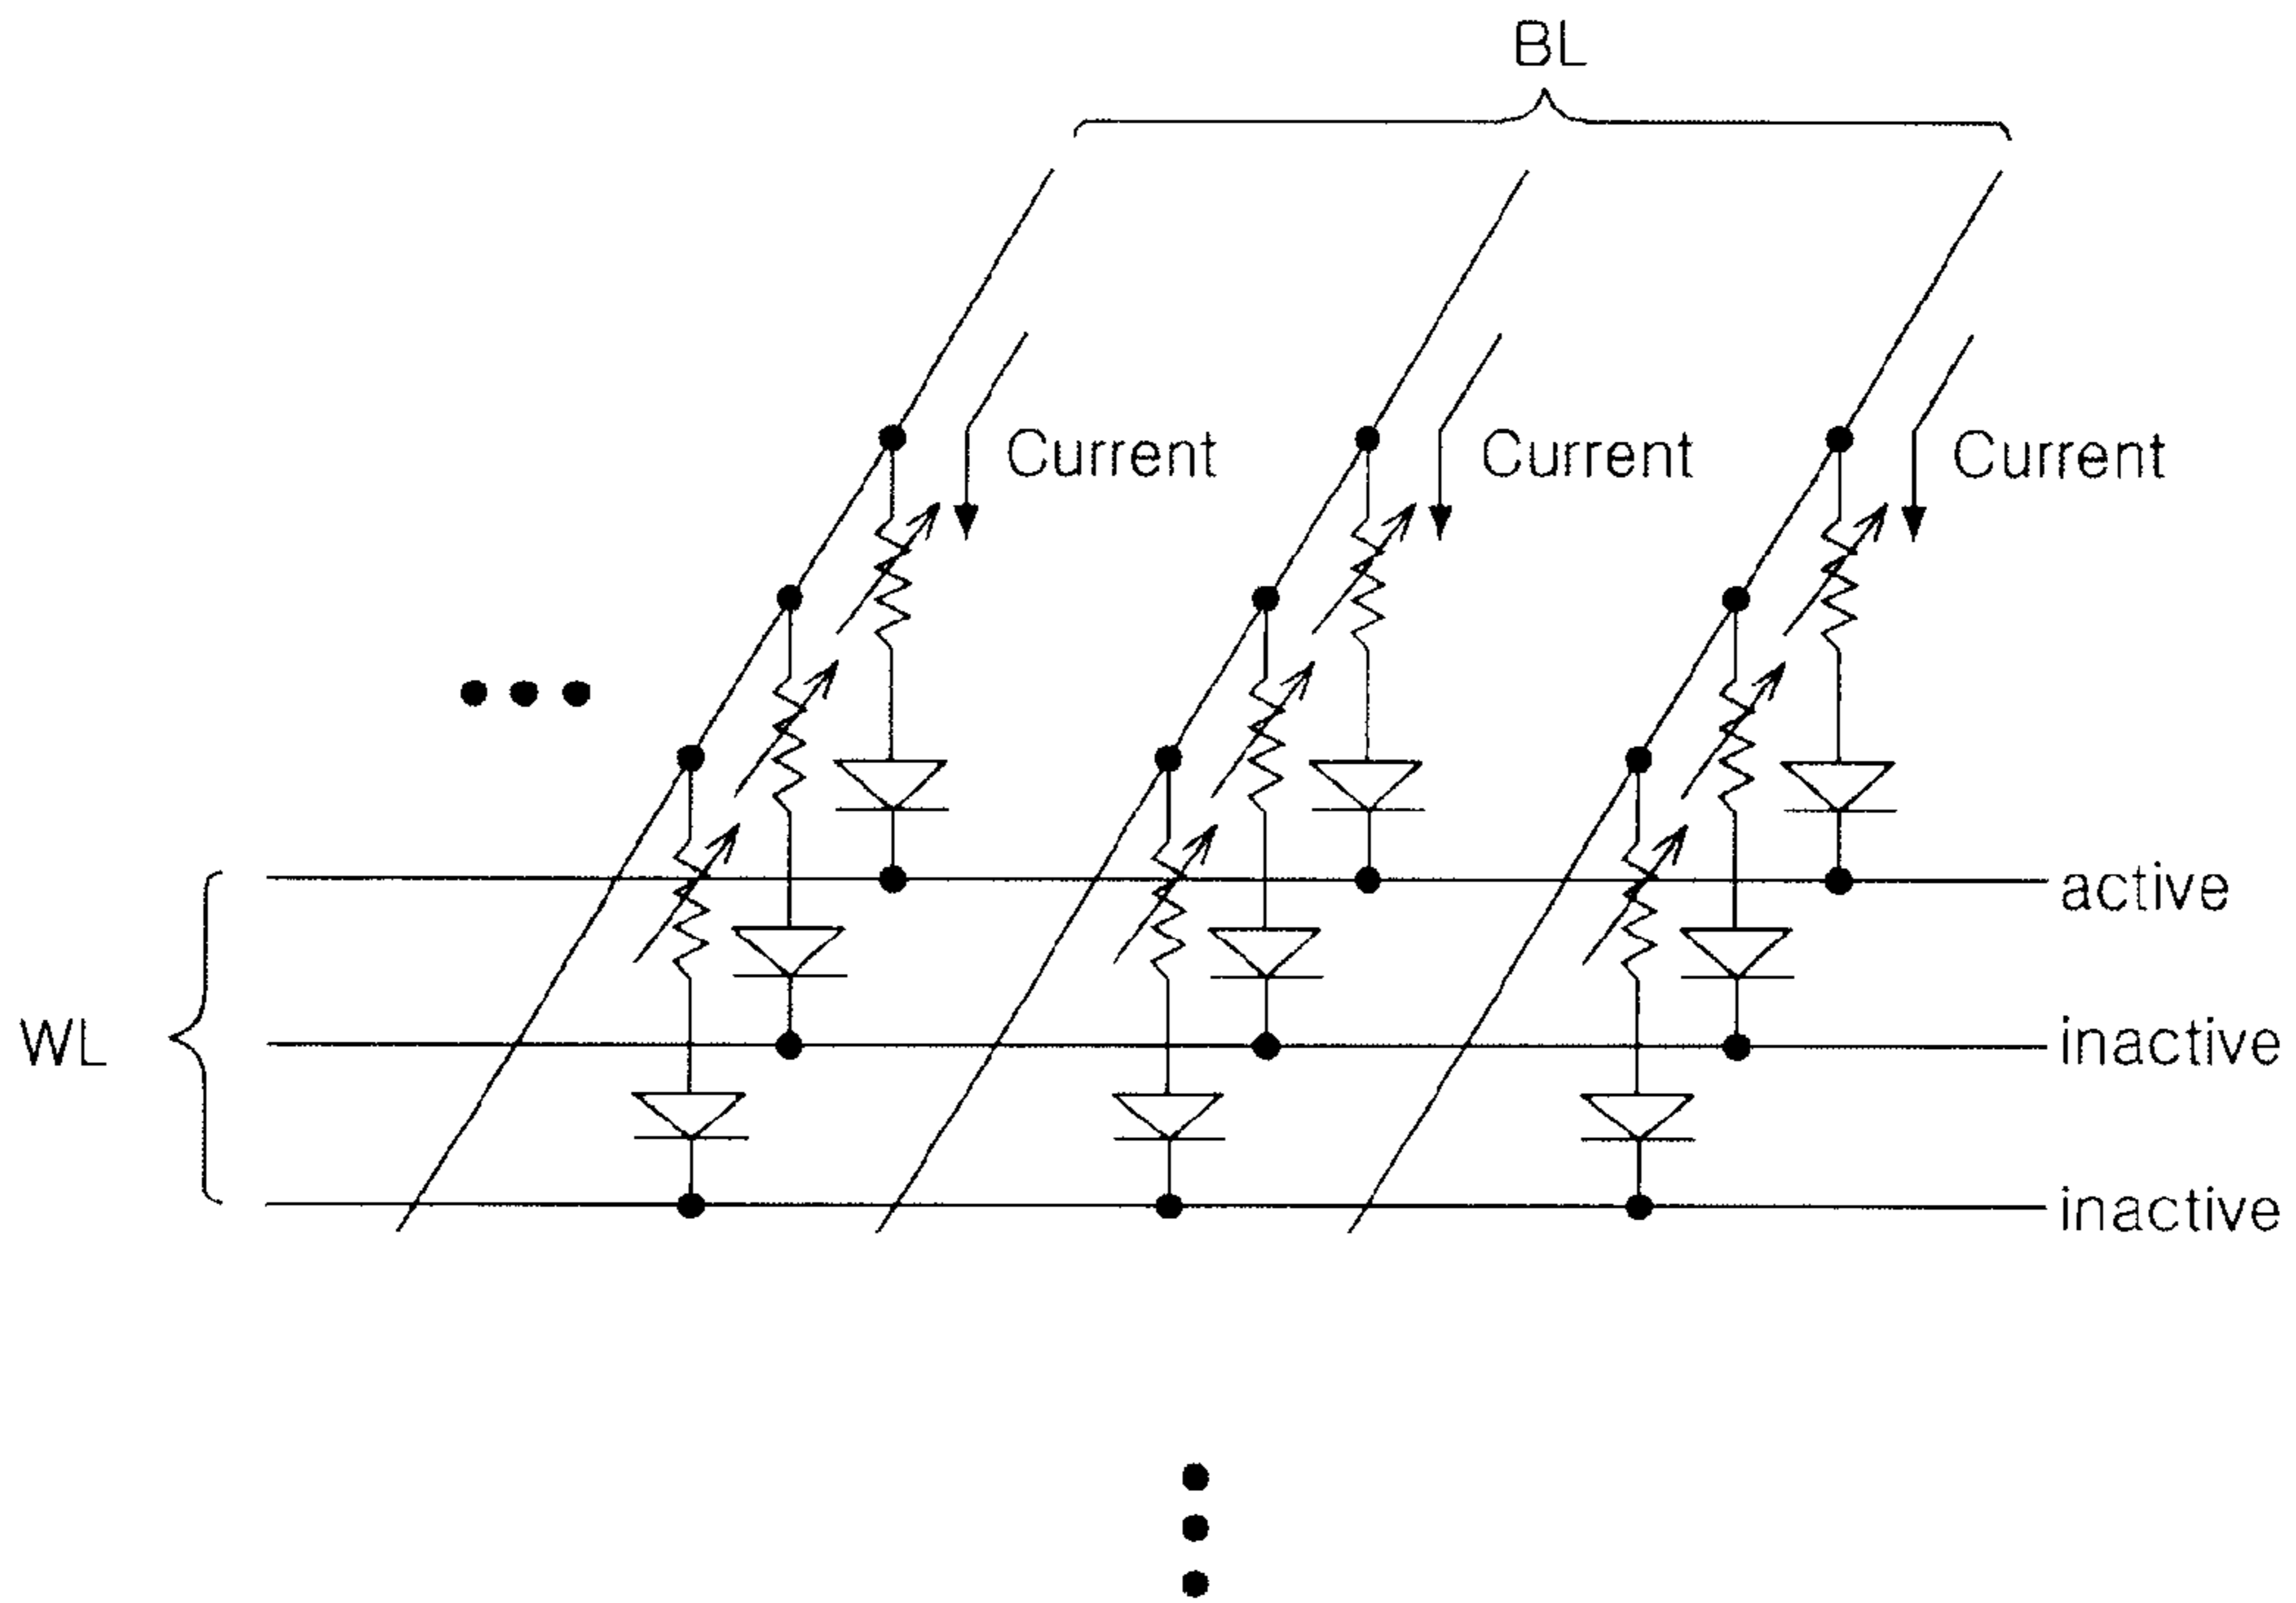 BL
Current Current Current
active
WL
inactive
inactive